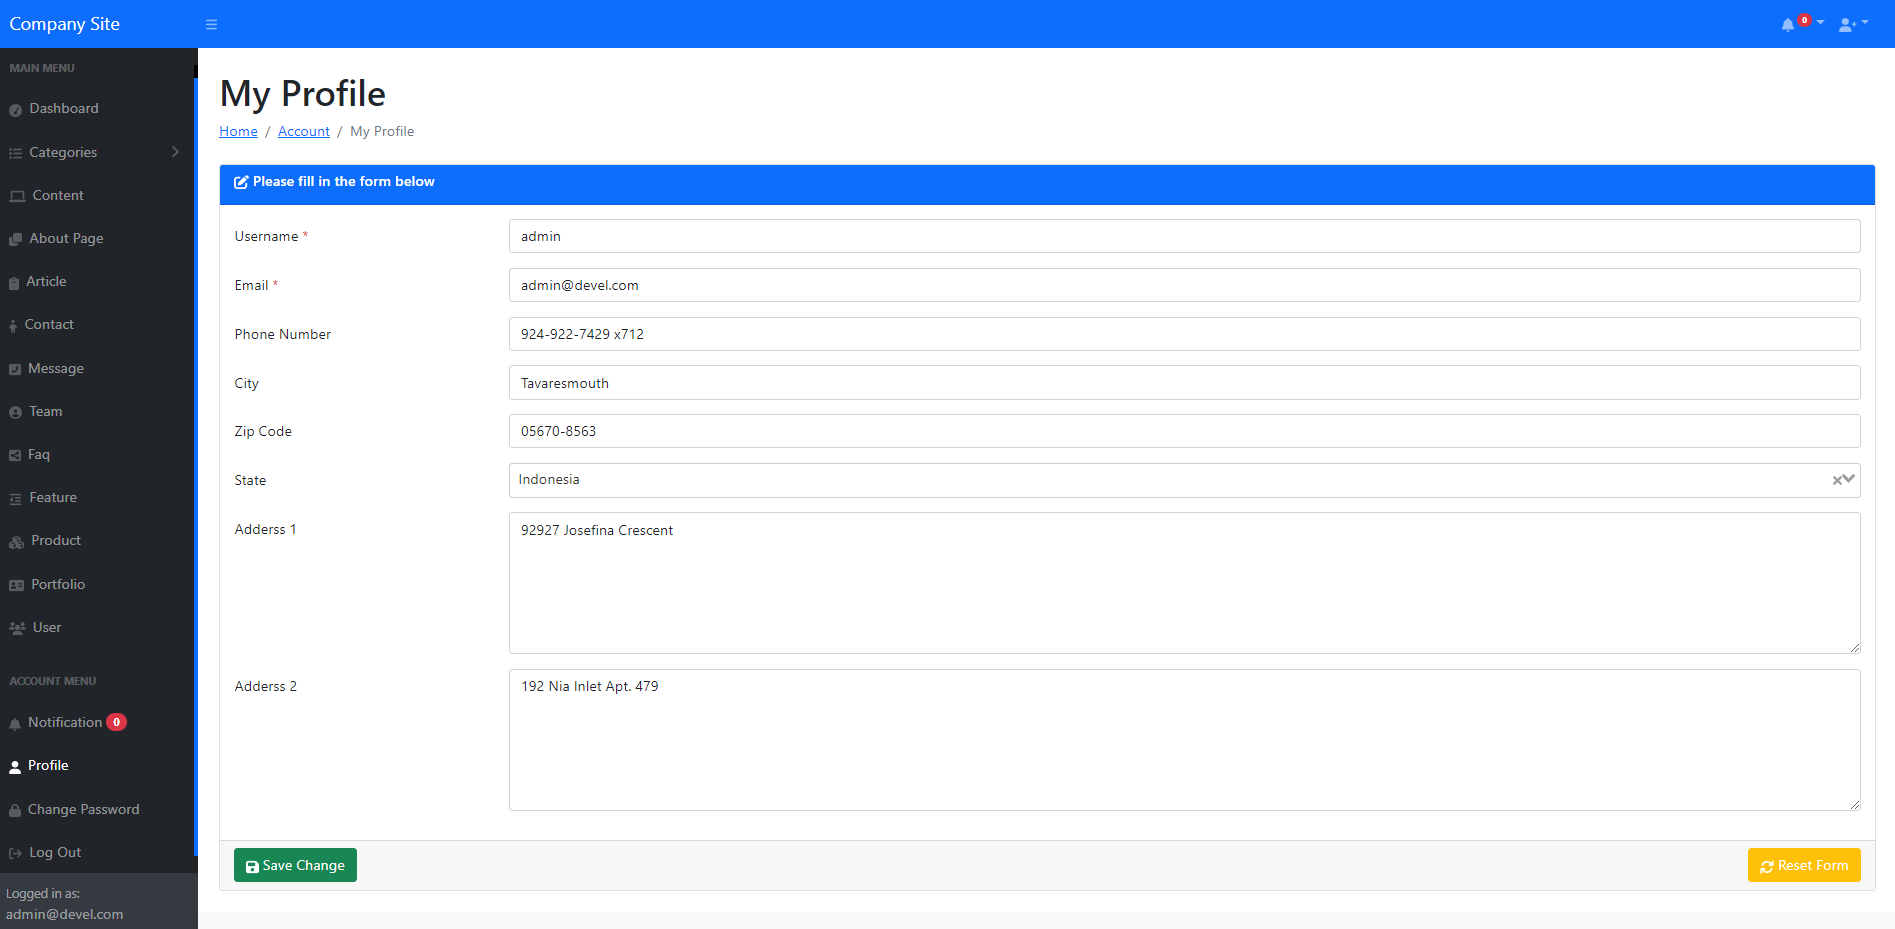 Company Site
0
MAIN MENU
Dashboard
Categories
Content
About Page
Article
Contact
Message
Team
Faq
Feature
Product
Portfolio
User
ACCOUNT MENU
Notification 0
Profile
Change Password
Log Out
Logged in as:
admin@devel.com
My Profile
Home / Account / My Profile
Please fill in the form below
Username * admin
Email * admin@devel.com
Phone Number 924-922-7429 x712
City Tavaresmouth
Zip Code 05670-8563
State Indonesia
Adderss 1 92927 Josefina Crescent
Adderss 2 192 Nia Inlet Apt. 479
Save Change Reset Form